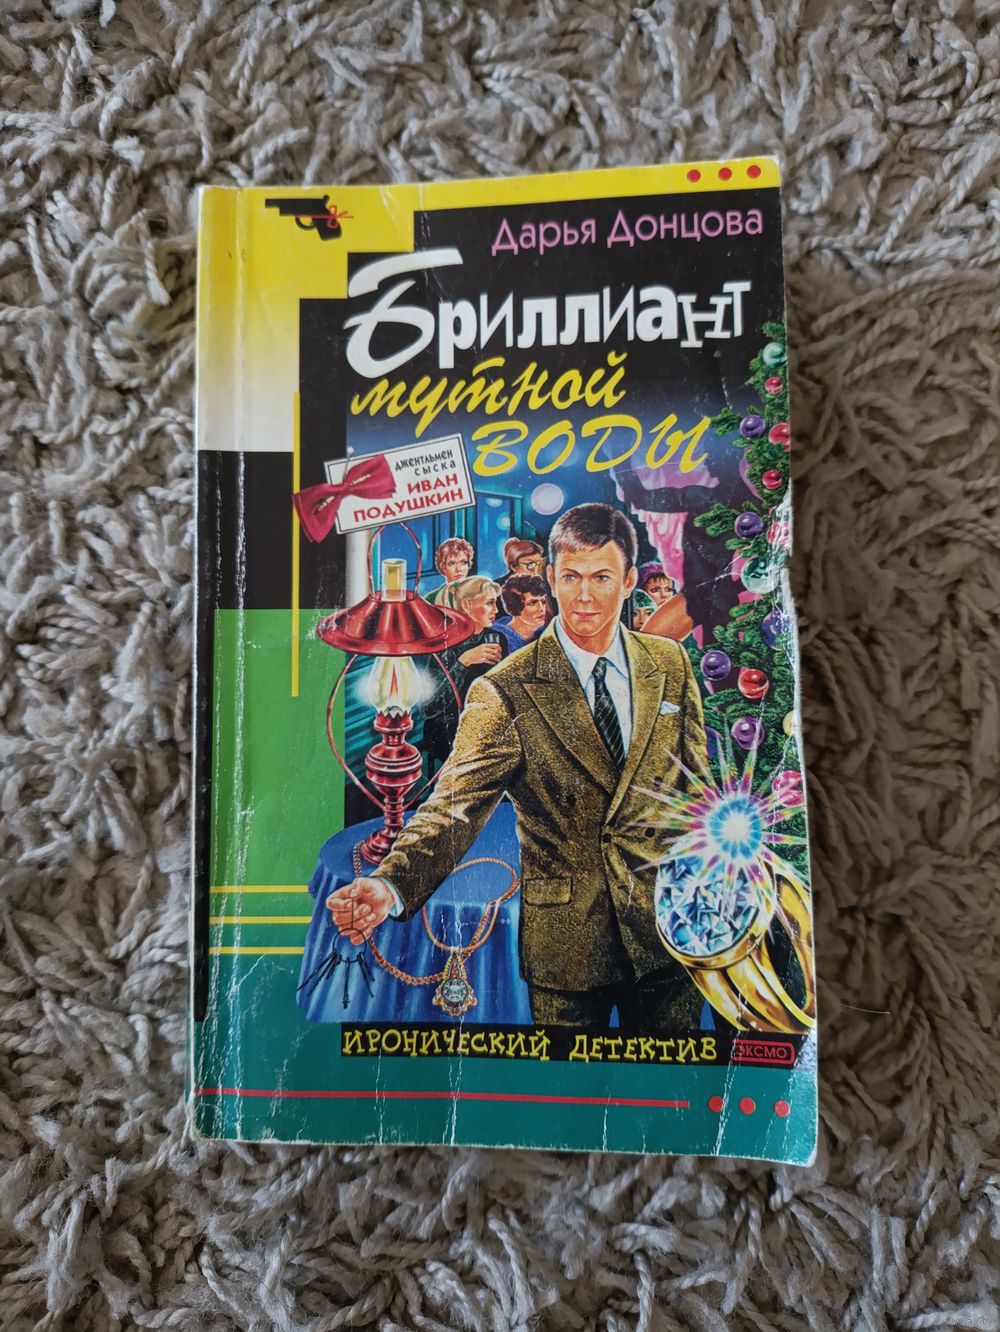 Дарья Донцова
Бриллиант
мутной
воды
джентльмен
сыска
ИВАН
ПОДУШКИН
ИРОНИЧЕСКИЙ ДЕТЕКТИВ
ЭКСМО